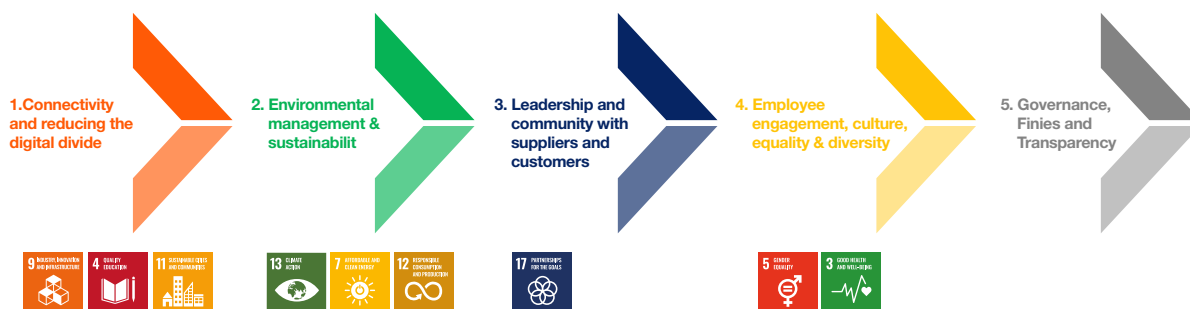 1.Connectivity
and reducing the
digital divide
2. Environmental
management &
sustainabilit
3. Leadership and
community with
suppliers and
customers
4. Employee
engagement, culture,
equality & diversity
5. Governance,
Finies and
Transparency
9 INDUSTRY, INNOVATION
AND INFRASTRUCTURE
4 QUALITY
EDUCATION
11 SUSTAINABLE CITIES
AND COMMUNITIES
13 CLIMATE
ACTION
7 AFFORDABLE AND
CLEAN ENERGY
12 RESPONSIBLE
CONSUMPTION
AND PRODUCTION
17 PARTNERSHIPS
FOR THE GOALS
5 GENDER
EQUALITY
3 GOOD HEALTH
AND WELL-BEING